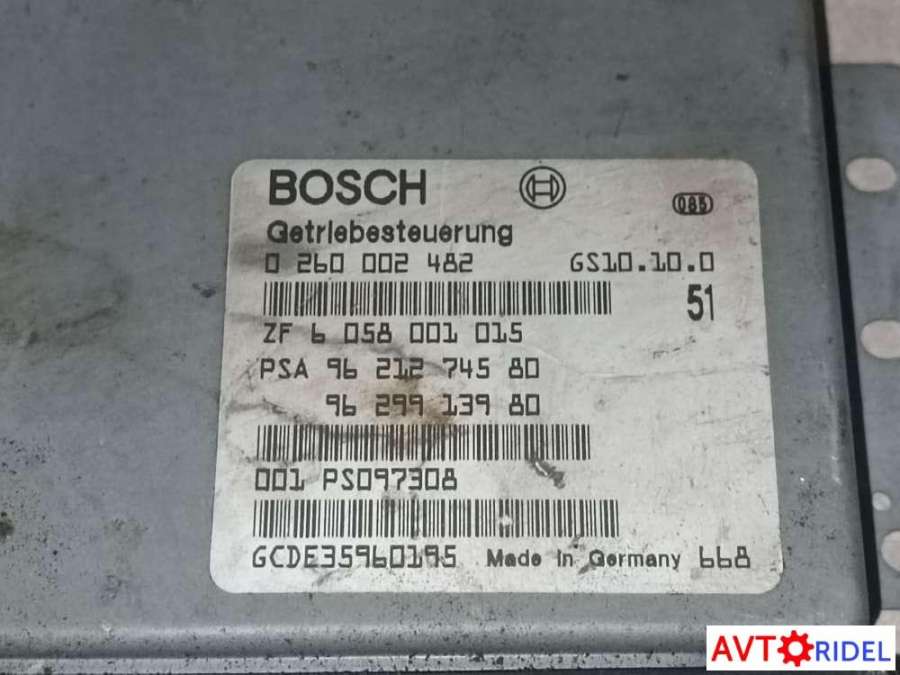 BOSCH
085
Getriebesteuerung
0 260 002 482 GS10.10.0
51
ZF 6 058 001 015
PSA 96 212 745 80
96 299 139 80
001 PS097308
GCDE35960195 Made in Germany 668
AVTORIDEL